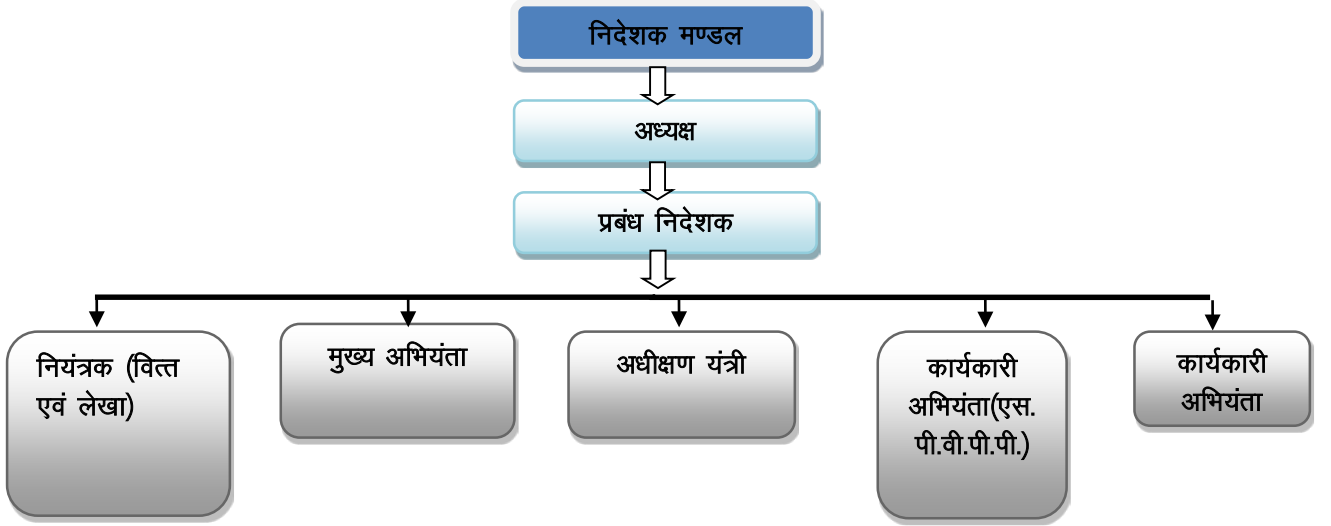 निदेशक मण्डल
अध्यक्ष
प्रबंध निदेशक
नियंत्रक (वित्त
एवं लेखा)
मुख्य अभियंता
अधीक्षण यंत्री
कार्यकारी
अभियंता(एस.
पी.वी.पी.पी.)
कार्यकारी
अभियंता